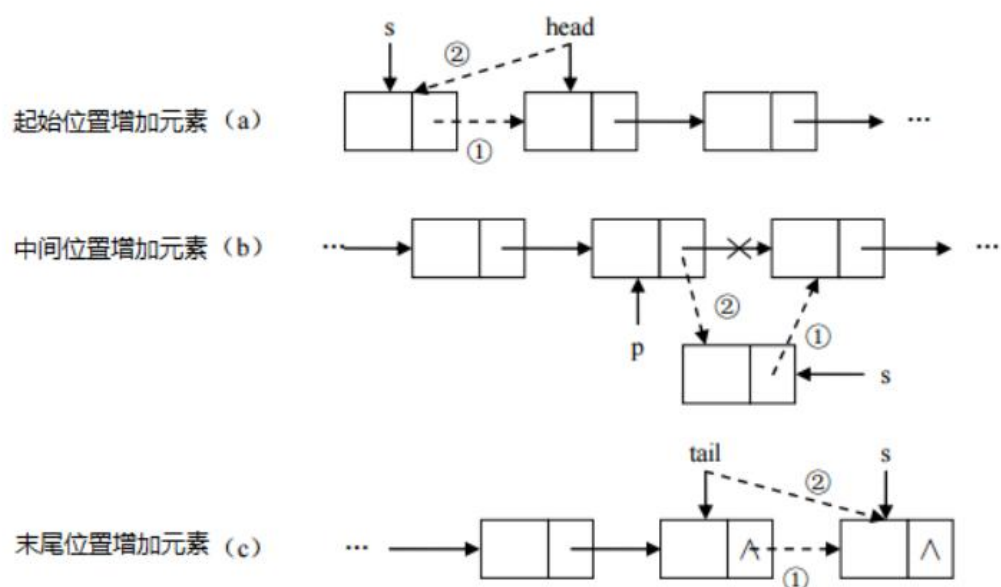 s head
②
起始位置增加元素（a） …
①
中间位置增加元素（b） … …
② ①
p s
tail s
②
末尾位置增加元素（c） … ∧ ∧
①